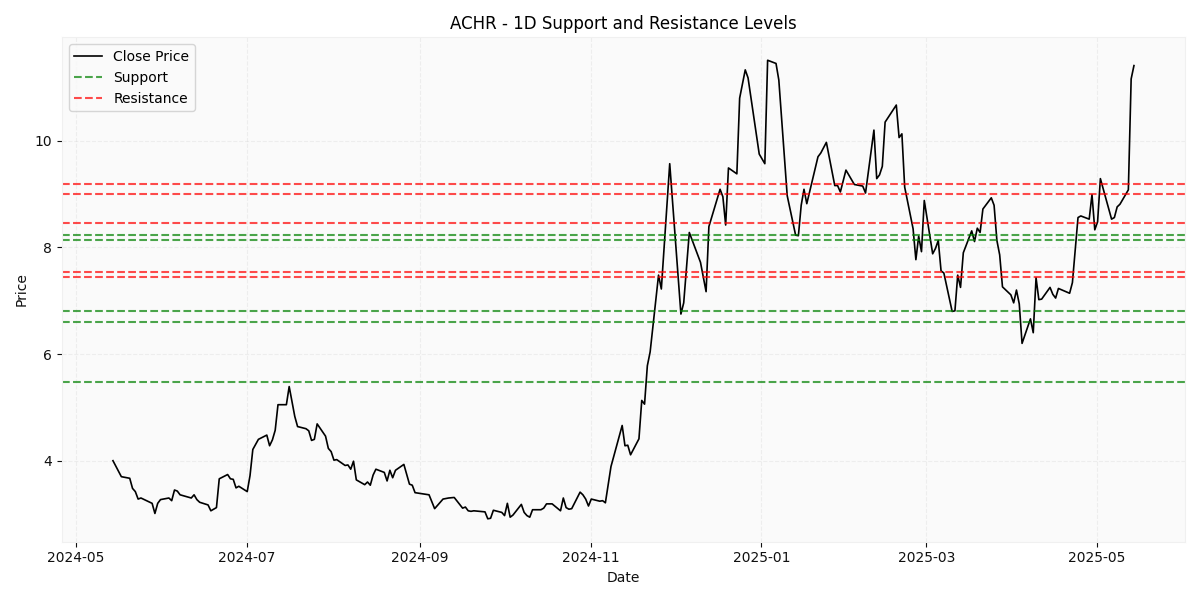 ACHR - 1D Support and Resistance Levels
Close Price
Support
Resistance
Price
10
8
6
4
2024-05
2024-07
2024-09
2024-11
2025-01
2025-03
2025-05
Date